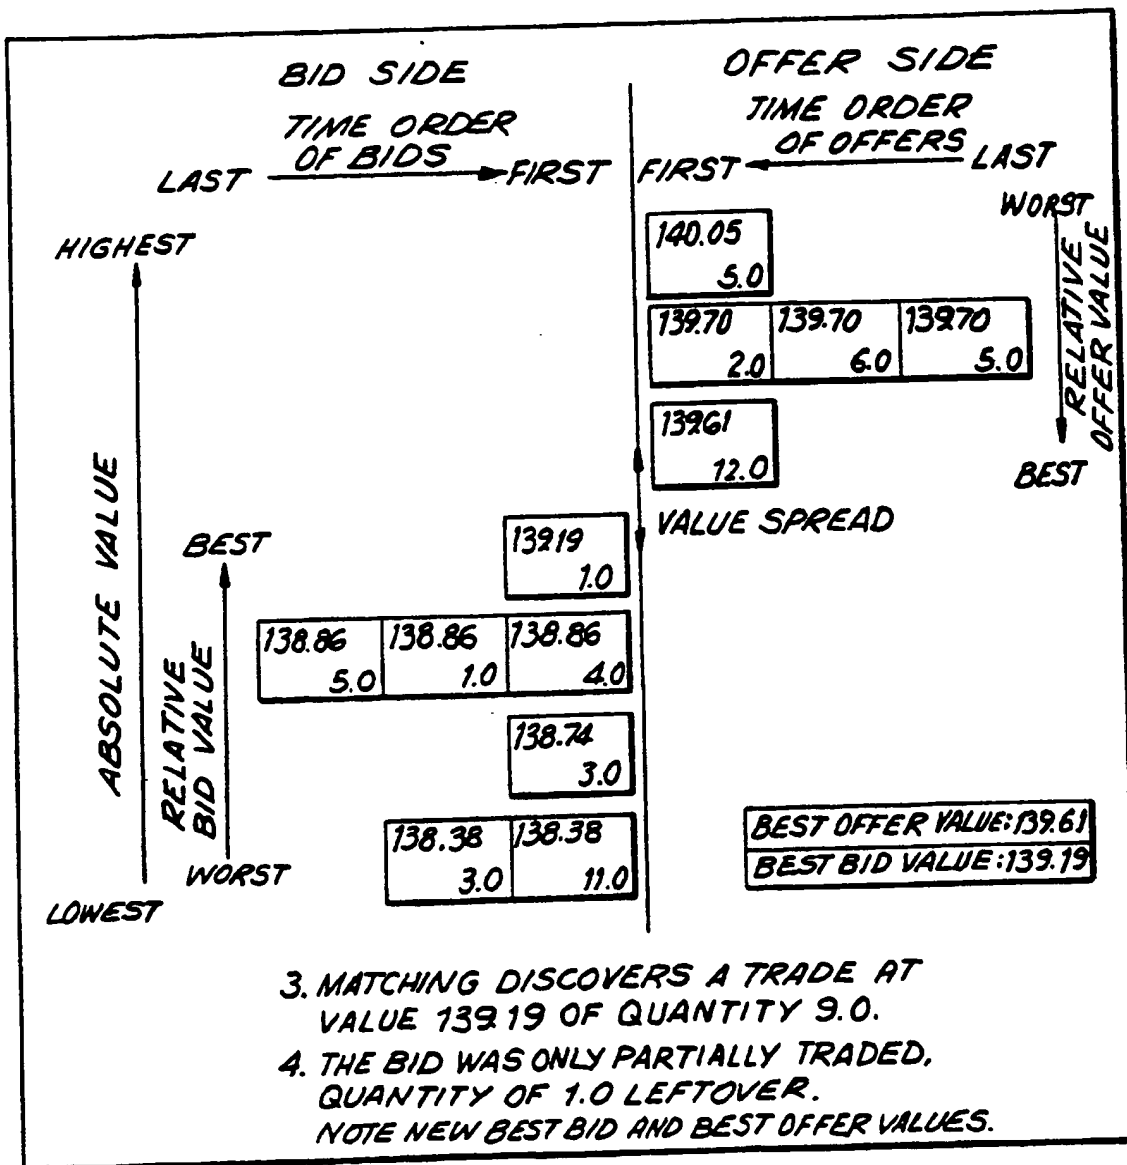 BID SIDE
OFFER SIDE
TIME ORDER
OF BIDS
TIME ORDER
OF OFFERS
LAST FIRST
FIRST LAST
HIGHEST
LOWEST
ABSOLUTE VALUE
BEST
WORST
RELATIVE
BID VALUE
WORST
BEST
RELATIVE
OFFER VALUE
140.05
5.0
139.70 139.70 139.70
2.0 6.0 5.0
139.61
12.0
VALUE SPREAD
139.19
1.0
138.86 138.86 138.86
5.0 1.0 4.0
138.74
3.0
138.38 138.38
3.0 11.0
BEST OFFER VALUE:139.61
BEST BID VALUE:139.19
3. MATCHING DISCOVERS A TRADE AT
VALUE 139.19 OF QUANTITY 9.0.
4. THE BID WAS ONLY PARTIALLY TRADED,
QUANTITY OF 1.0 LEFTOVER.
NOTE NEW BEST BID AND BEST OFFER VALUES.